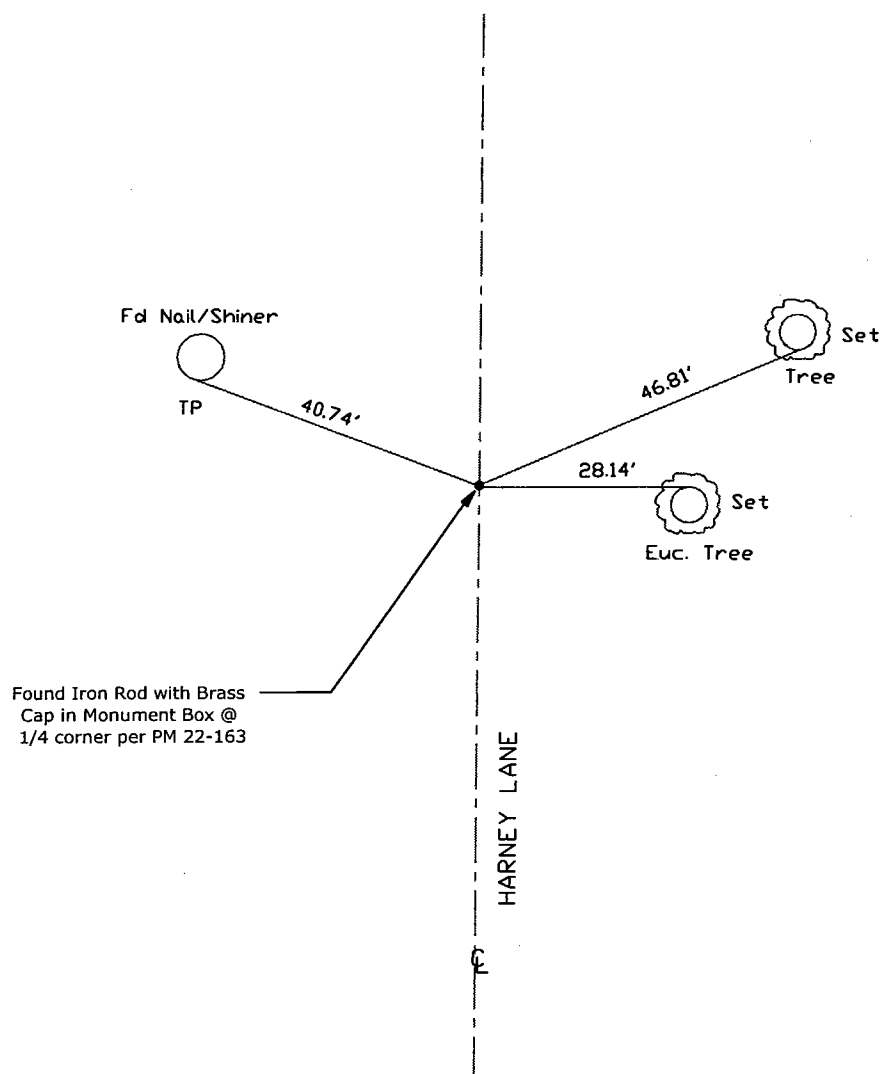 Fd Nail/Shiner
TP
40.74'
46.81'
Set
Tree
28.14'
Set
Euc. Tree
Found Iron Rod with Brass
Cap in Monument Box @
1/4 corner per PM 22-163
HARNEY LANE
℄